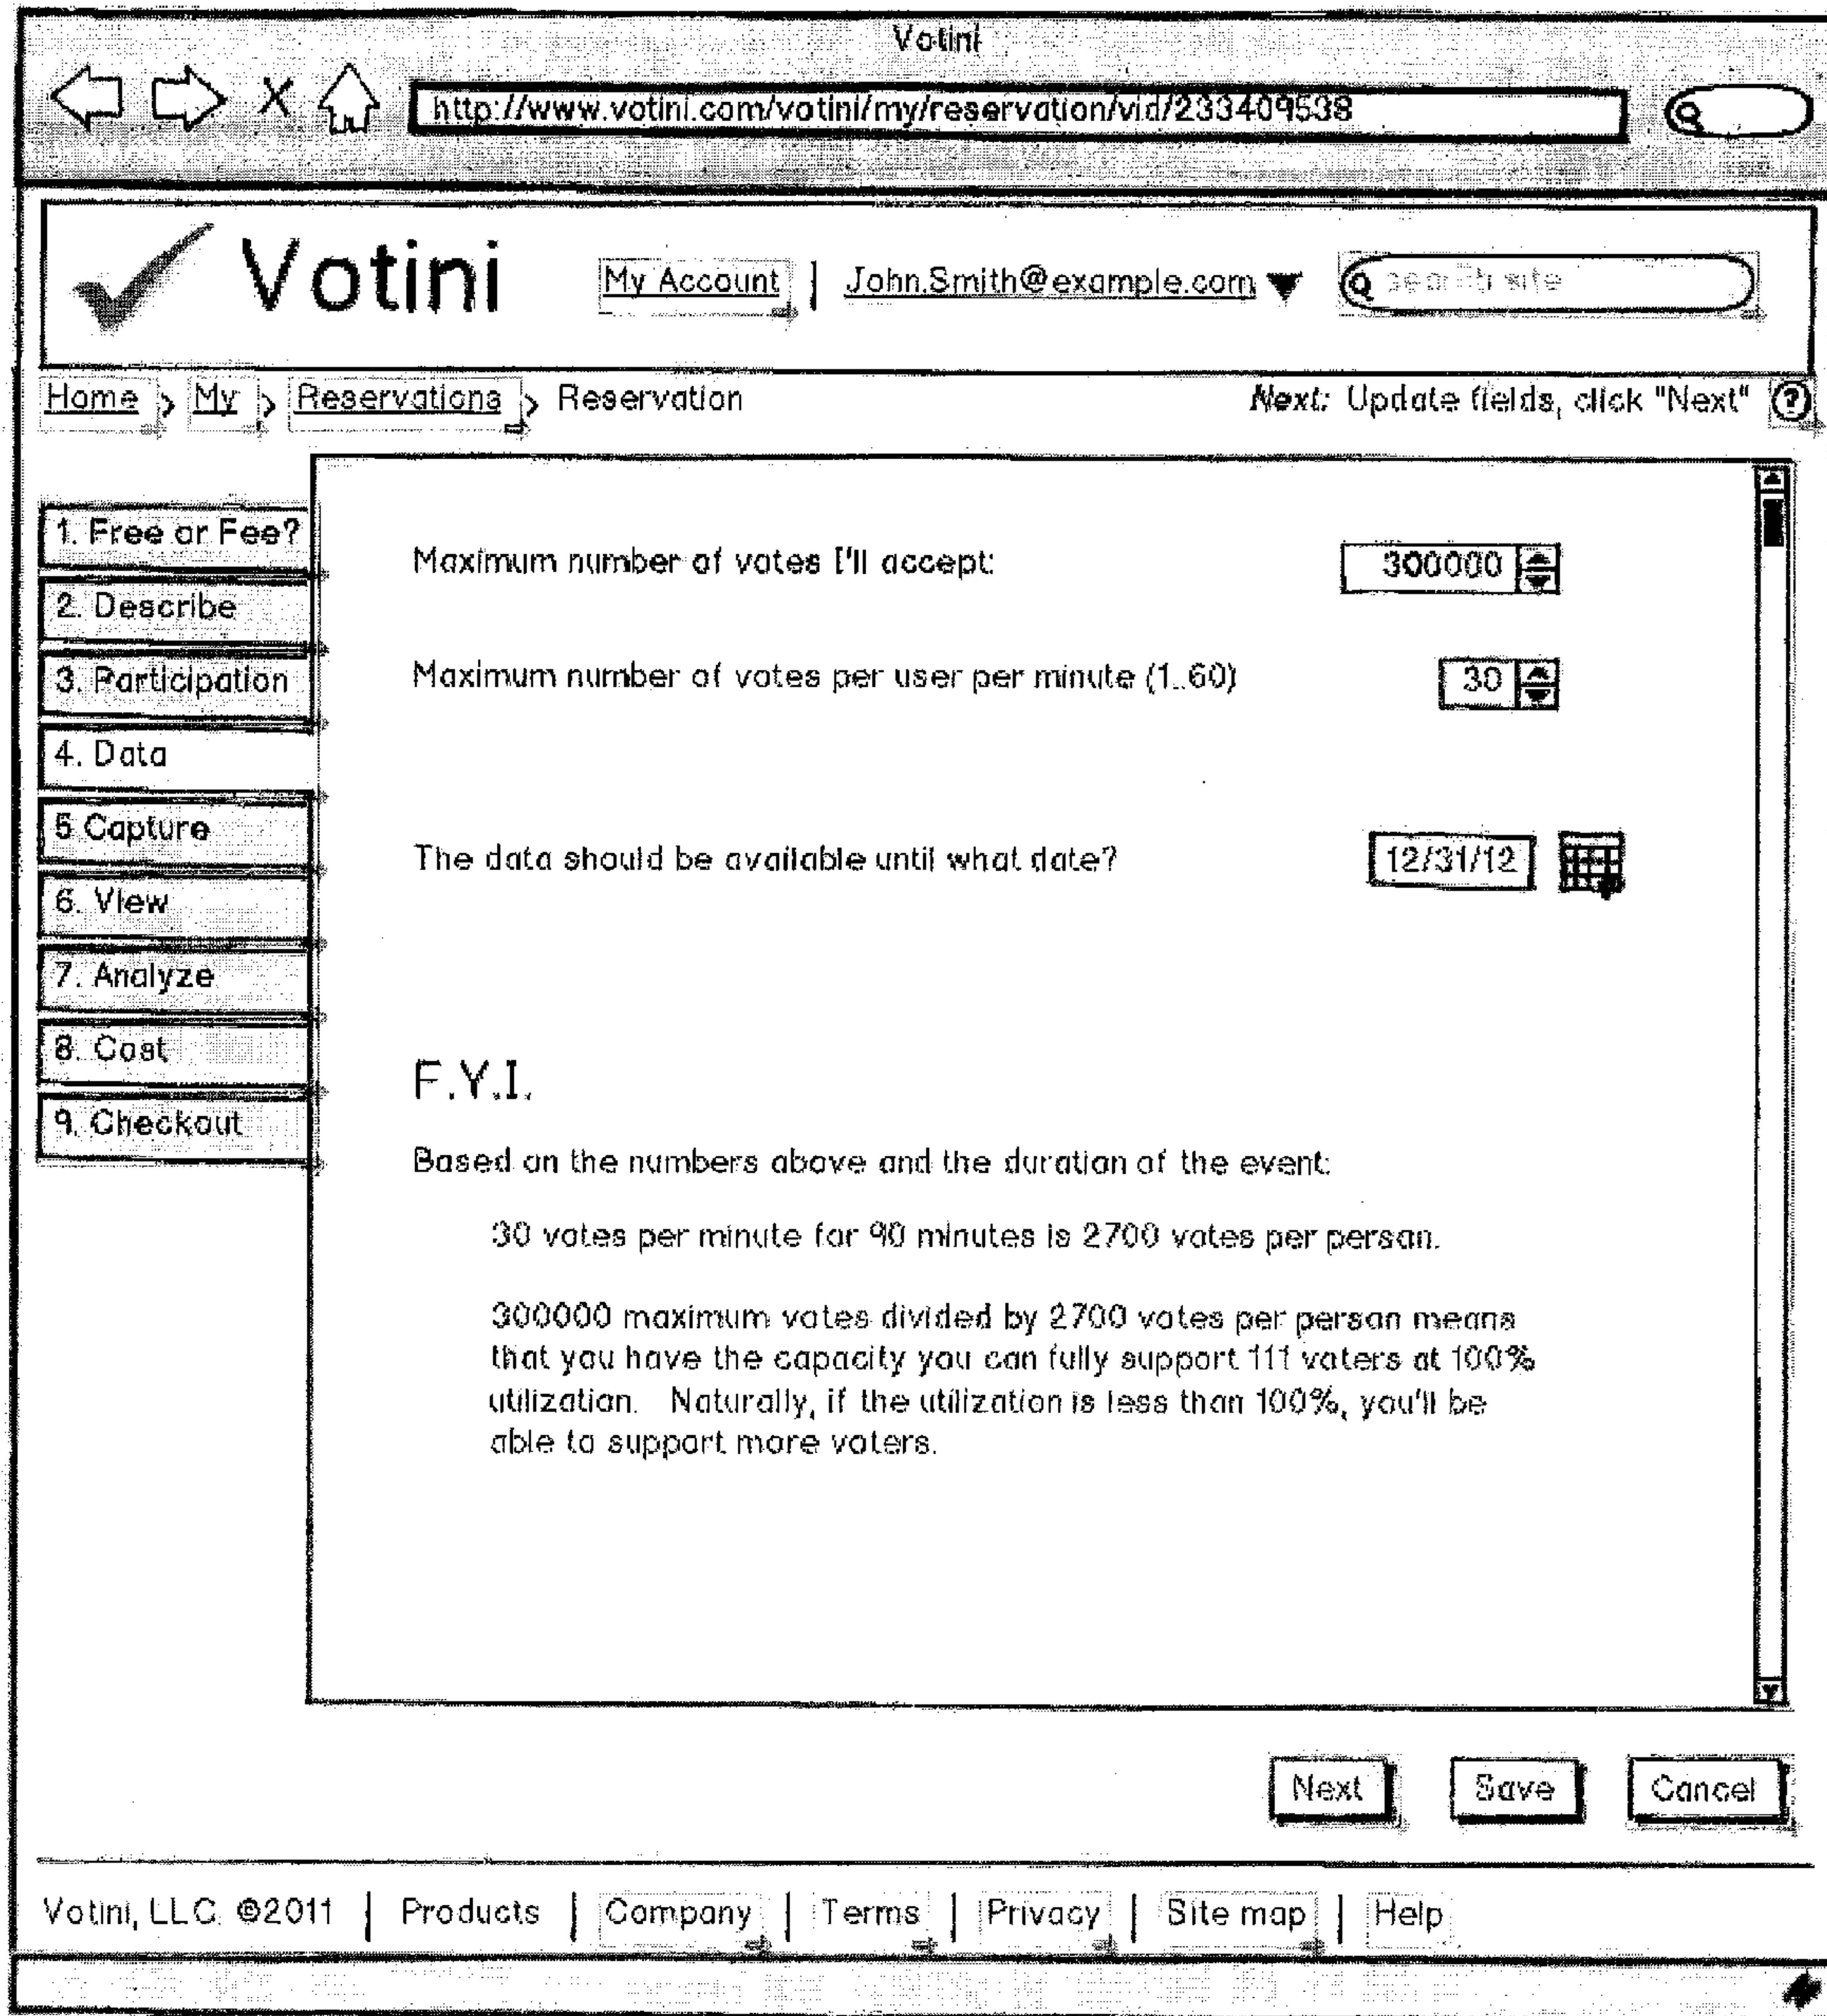 Votini
http://www.votini.com/votini/my/reservation/vid/233409538
Votini
My Account | John.Smith@example.com
search site
Home > My > Reservations > Reservation
Next: Update fields, click "Next" ?
1. Free or Fee?
2. Describe
3. Participation
4. Data
5 Capture
6. View
7. Analyze
8. Cost
9. Checkout
Maximum number of votes I'll accept: 300000
Maximum number of votes per user per minute (1..60) 30
The data should be available until what date? 12/31/12
F.Y.I.
Based on the numbers above and the duration of the event:
30 votes per minute for 90 minutes is 2700 votes per person.
300000 maximum votes divided by 2700 votes per person means
that you have the capacity you can fully support 111 voters at 100%
utilization. Naturally, if the utilization is less than 100%, you'll be
able to support more voters.
Next Save Cancel
Votini, LLC. ©2011 | Products | Company | Terms | Privacy | Site map | Help